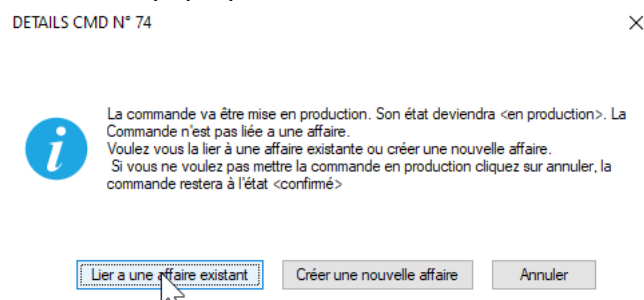 DETAILS CMD N° 74
La commande va être mise en production. Son état deviendra <en production>. La
Commande n'est pas liée a une affaire.
Voulez vous la lier à une affaire existante ou créer une nouvelle affaire.
Si vous ne voulez pas mettre la commande en production cliquez sur annuler, la
commande restera à l'état <confirmé>
Lier a une affaire existant
Créer une nouvelle affaire
Annuler